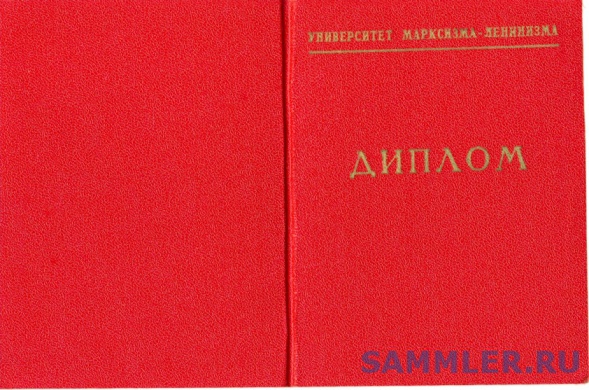 УНИВЕРСИТЕТ МАРКСИЗМА-ЛЕНИНИЗМА
ДИПЛОМ
SAMMLER.RU